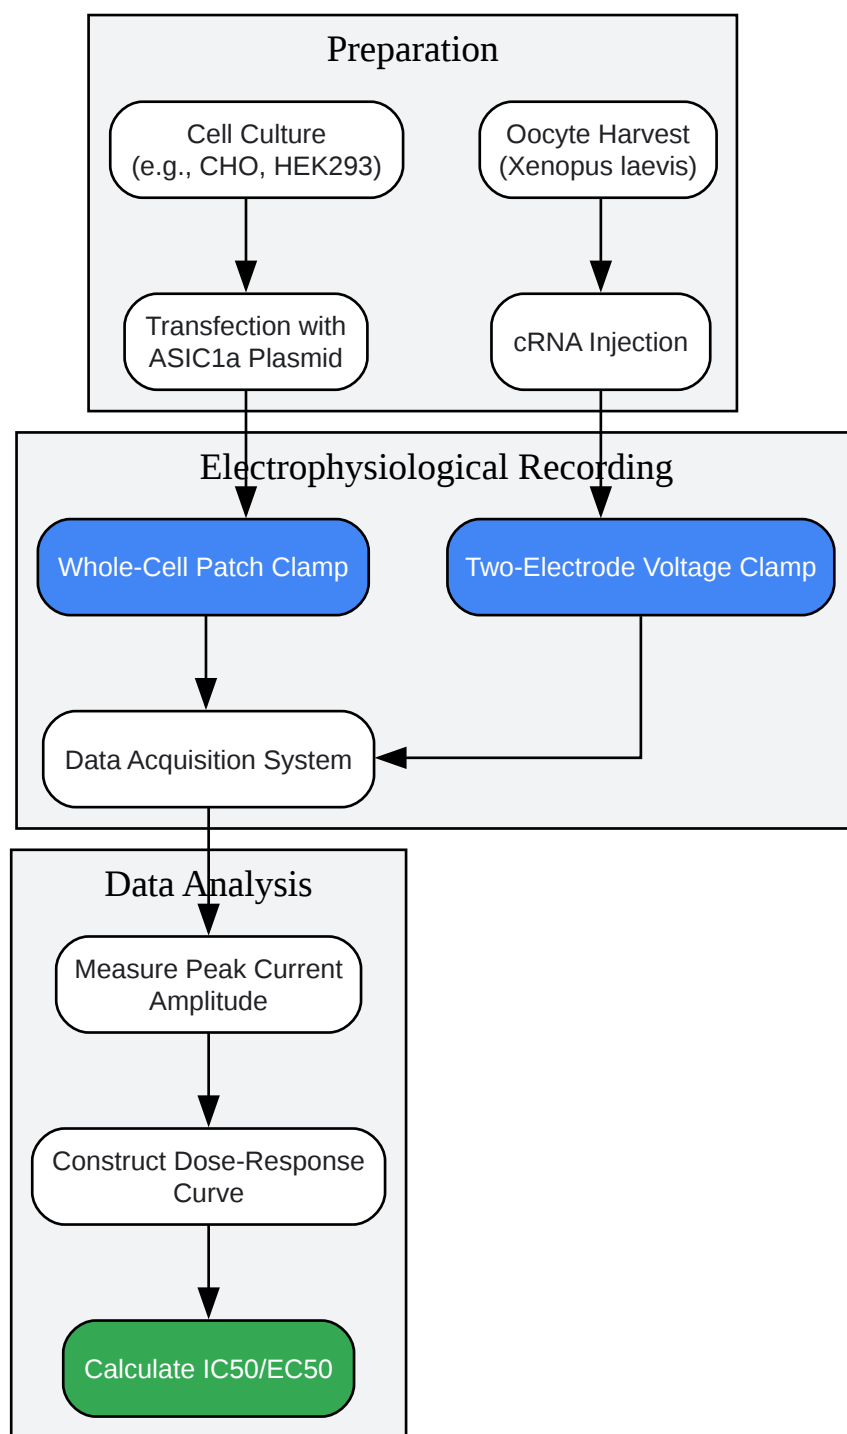 Preparation
Cell Culture
(e.g., CHO, HEK293)
Oocyte Harvest
(Xenopus laevis)
Transfection with
ASIC1a Plasmid
cRNA Injection
Electrophysiological Recording
Whole-Cell Patch Clamp
Two-Electrode Voltage Clamp
Data Acquisition System
Data Analysis
Measure Peak Current
Amplitude
Construct Dose-Response
Curve
Calculate IC50/EC50